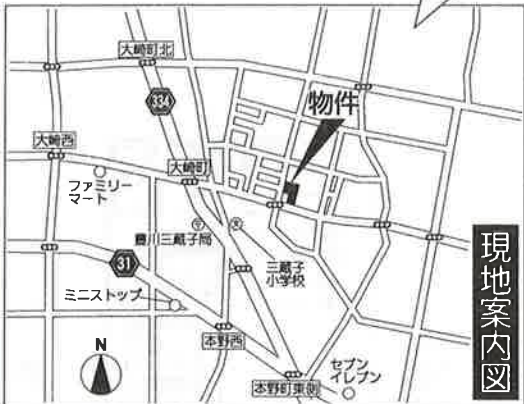 大崎町北
334
物件
大崎西
大崎町
ファミリー
マート
豊川三蔵子局
〒
文
31
三蔵子
小学校
ミニストップ
現地案内図
N
本野西
セブン
イレブン
本野町東浦